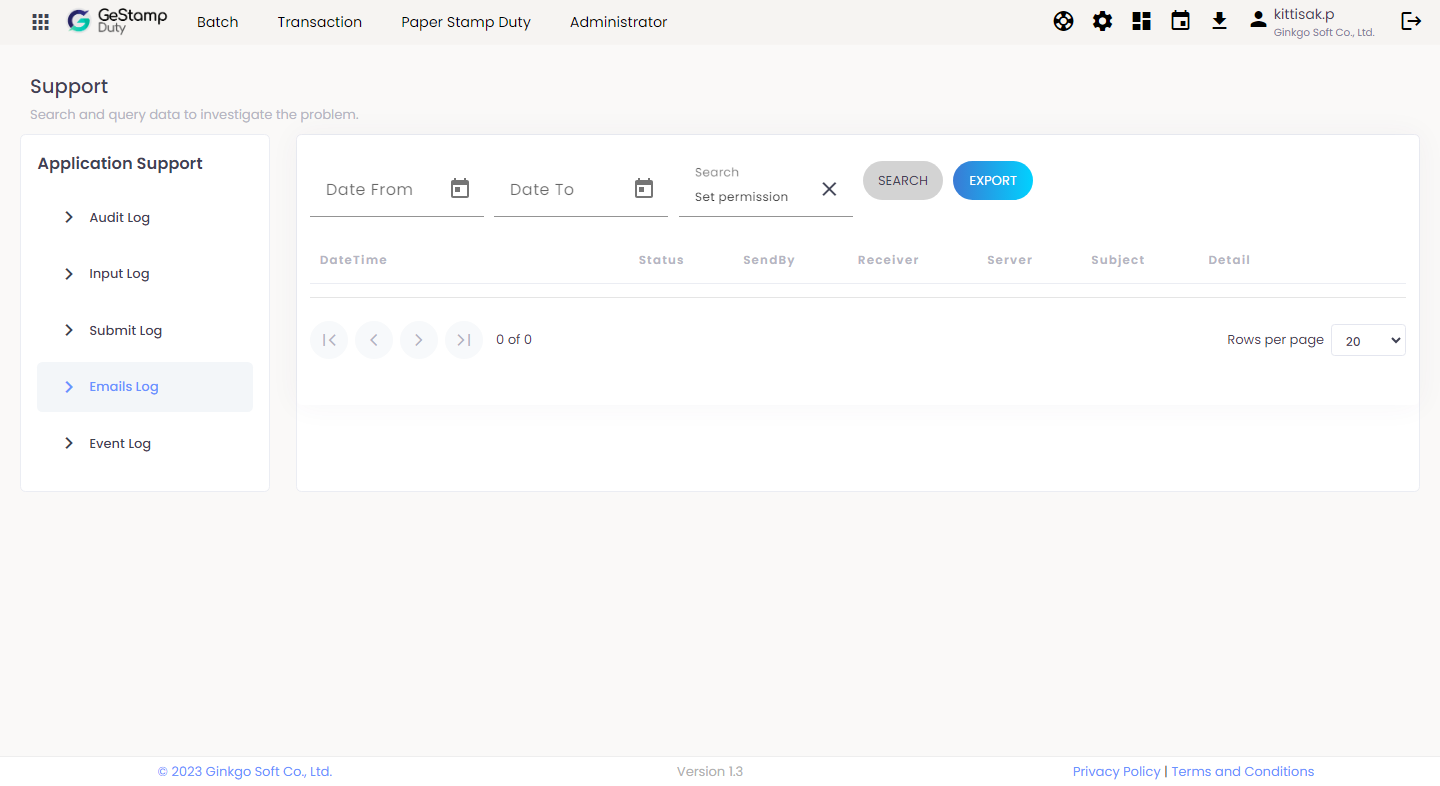 GeStamp Duty
Batch Transaction Paper Stamp Duty Administrator
kittisak.p
Ginkgo Soft Co., Ltd.
Support
Search and query data to investigate the problem.
Application Support
Audit Log
Input Log
Submit Log
Emails Log
Event Log
Date From
Date To
Search
Set permission
SEARCH
EXPORT
DateTime Status SendBy Receiver Server Subject Detail
0 of 0
Rows per page 20
© 2023 Ginkgo Soft Co., Ltd.
Version 1.3
Privacy Policy | Terms and Conditions